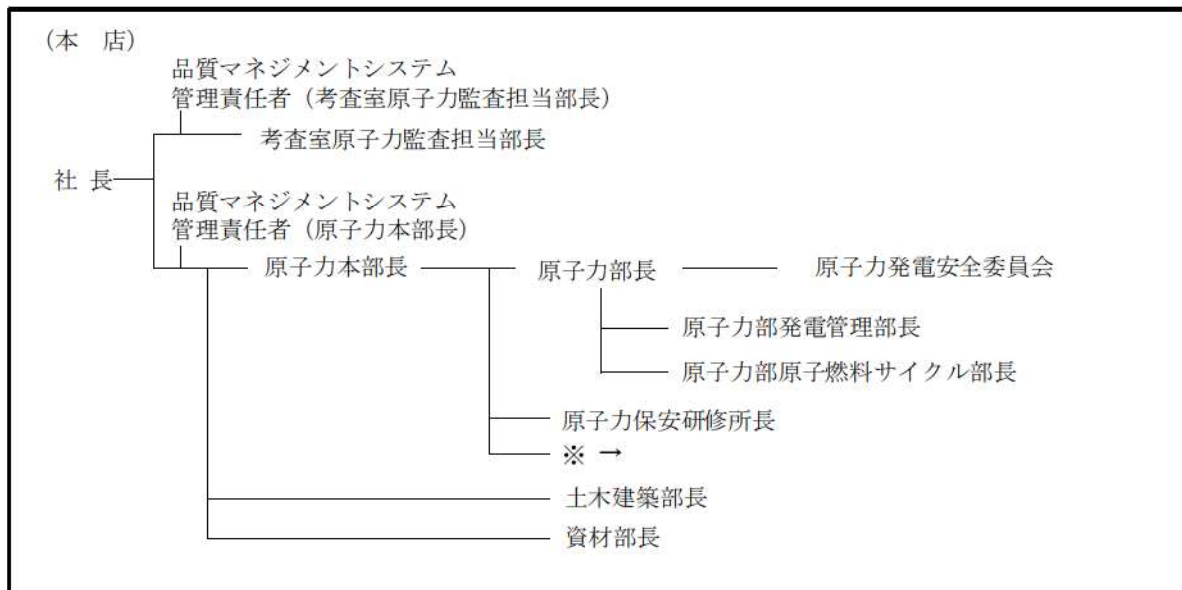 (本 店)
品質マネジメントシステム
管理責任者(考査室原子力監査担当部長)
考査室原子力監査担当部長
社 長
品質マネジメントシステム
管理責任者(原子力本部長)
原子力本部長 原子力部長 原子力発電安全委員会
原子力部発電管理部長
原子力部原子燃料サイクル部長
原子力保安研修所長
※ →
土木建築部長
資材部長